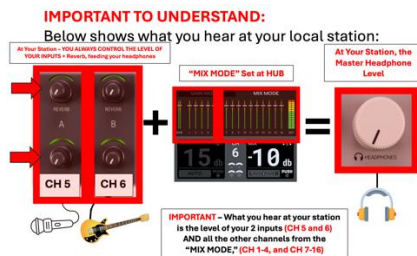 IMPORTANT TO UNDERSTAND:
Below shows what you hear at your local station:
At Your Station – YOU ALWAYS CONTROL THE LEVEL OF
YOUR INPUTS + Reverb, feeding your headphones
"MIX MODE" Set at HUB
At Your Station, the
Master Headphone
Level
REVERB
REVERB
MIX MODE
A
B
+
=
15
db
CH
6
-10
db
PUSH
HEADPHONES
CH 5
CH 6
IMPORTANT – What you hear at your station
is the level of your 2 inputs (CH 5 and 6)
AND all the other channels from the
"MIX MODE," (CH 1-4, and CH 7-16)